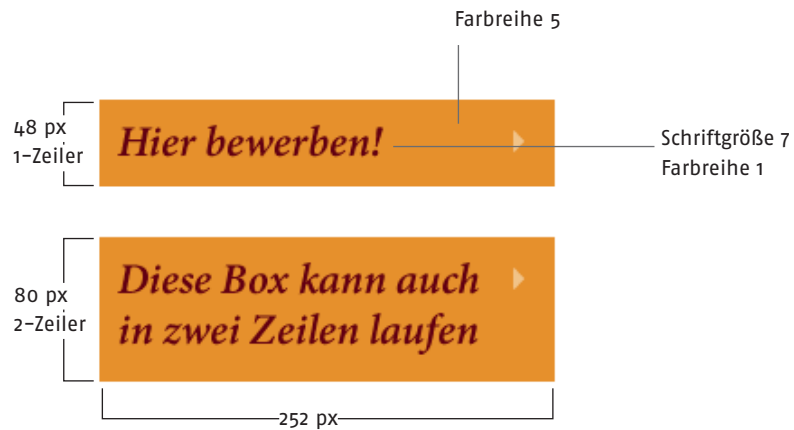 Farbreihe 5
48 px
1-Zeiler
Hier bewerben!
Schriftgröße 7
Farbreihe 1
80 px
2-Zeiler
Diese Box kann auch
in zwei Zeilen laufen
252 px